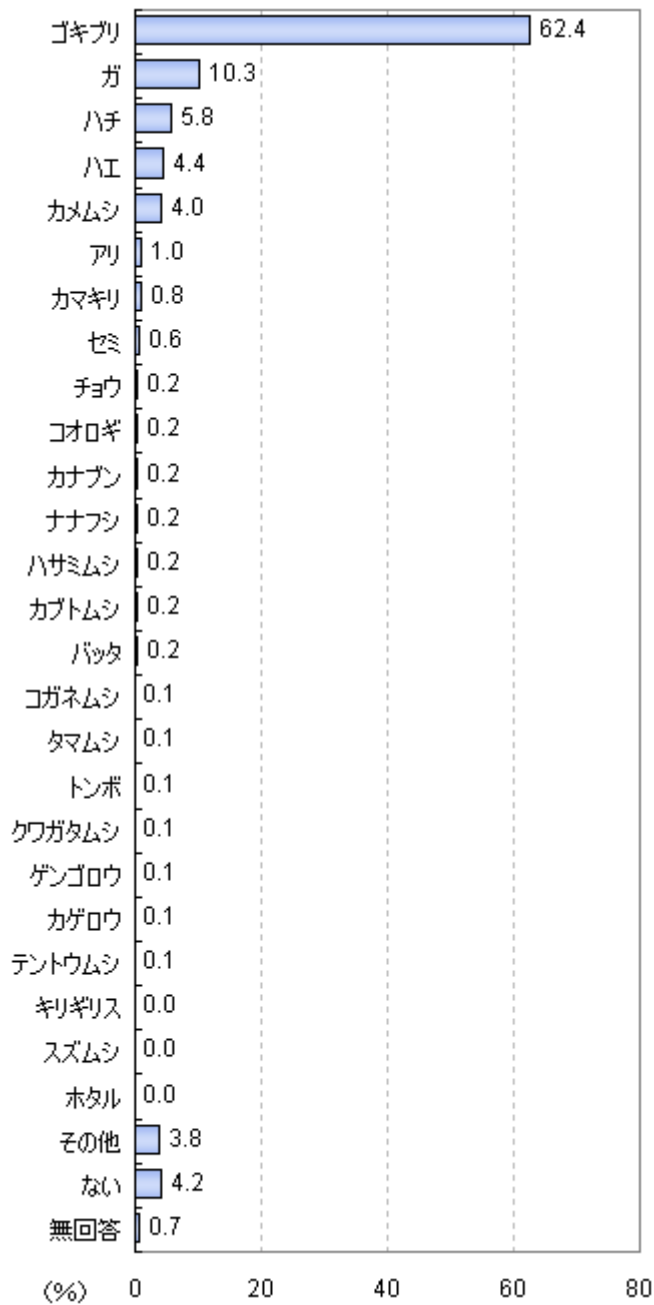 ゴキブリ 62.4
ガ 10.3
ハチ 5.8
ハエ 4.4
カメムシ 4.0
アリ 1.0
カマキリ 0.8
セミ 0.6
チョウ 0.2
コオロギ 0.2
カナブン 0.2
ナナフシ 0.2
ハサミムシ 0.2
カブトムシ 0.2
バッタ 0.2
コガネムシ 0.1
タマムシ 0.1
トンボ 0.1
クワガタムシ 0.1
ゲンゴロウ 0.1
カゲロウ 0.1
テントウムシ 0.1
キリギリス 0.0
スズムシ 0.0
ホタル 0.0
その他 3.8
ない 4.2
無回答 0.7
(%) 0 20 40 60 80